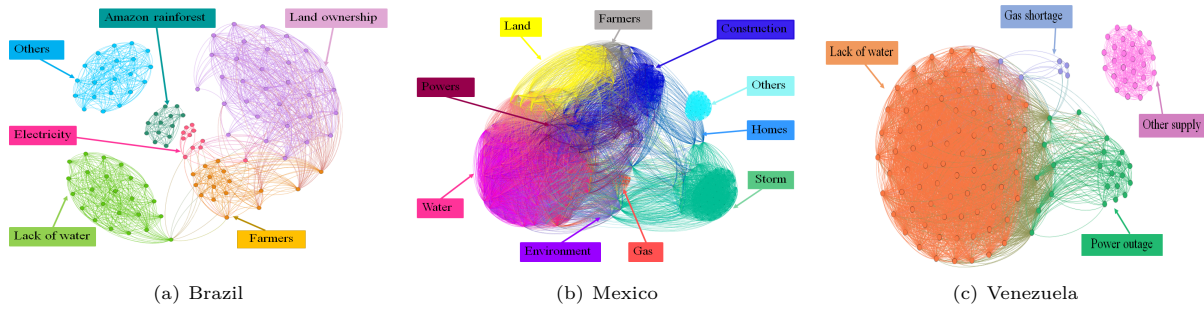 Amazon rainforest
Land ownership
Others
Electricity
Lack of water
Farmers
(a) Brazil
Land
Farmers
Construction
Powers
Others
Homes
Water
Storm
Environment
Gas
(b) Mexico
Gas shortage
Lack of water
Other supply
Power outage
(c) Venezuela